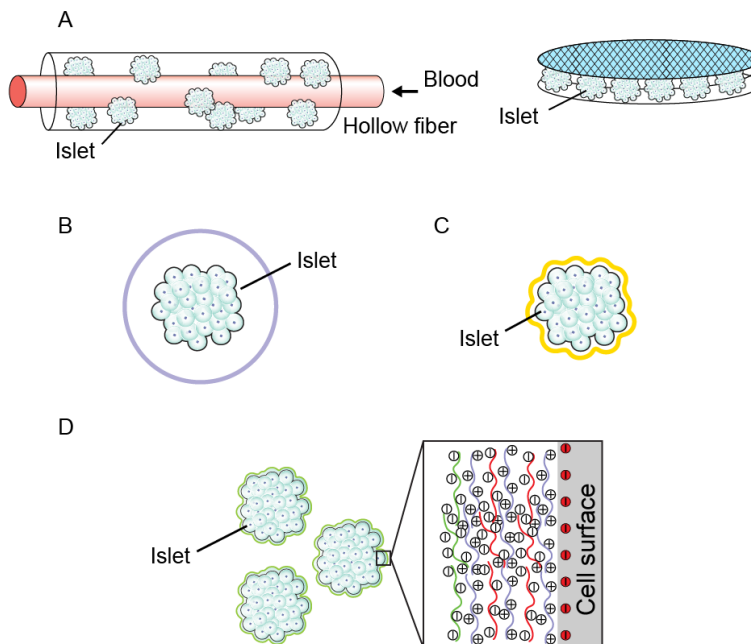 A
Blood
Hollow fiber
Islet
Islet
B
Islet
C
Islet
D
Islet
Cell surface